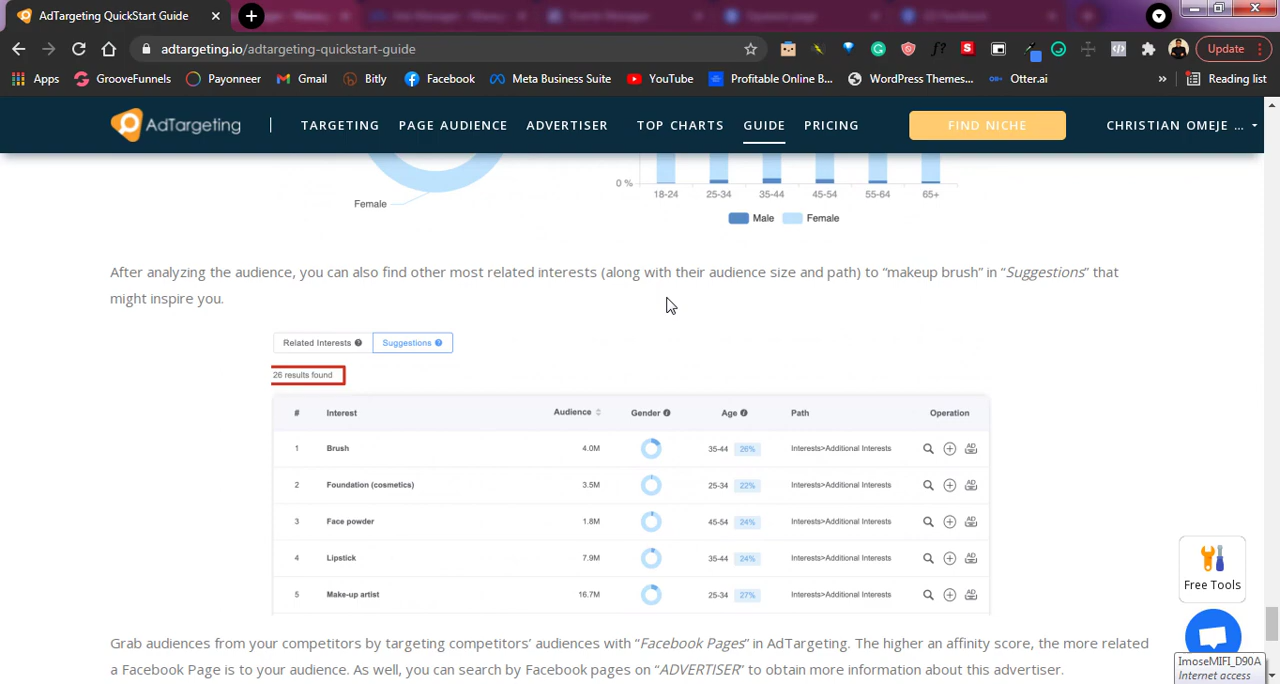 AdTargeting QuickStart Guide
adtargeting.io/adtargeting-quickstart-guide
Update
Apps GrooveFunnels Payonneer Gmail Bitly Facebook Meta Business Suite YouTube Profitable Online B... WordPress Themes... Otter.ai » Reading list
AdTargeting | TARGETING PAGE AUDIENCE ADVERTISER TOP CHARTS GUIDE PRICING FIND NICHE CHRISTIAN OMEJE ...
0 %
18-24 25-34 35-44 45-54 55-64 65+
Female
Male Female
After analyzing the audience, you can also find other most related interests (along with their audience size and path) to “makeup brush” in “Suggestions” that
might inspire you.
Related Interests Suggestions
26 results found
# Interest Audience Gender Age Path Operation
1 Brush 4.0M 35-44 26% Interests>Additional Interests AD
2 Foundation (cosmetics) 3.5M 25-34 22% Interests>Additional Interests AD
3 Face powder 1.8M 45-54 24% Interests>Additional Interests AD
4 Lipstick 7.9M 35-44 24% Interests>Additional Interests AD
5 Make-up artist 16.7M 25-34 27% Interests>Additional Interests AD
Free Tools
Grab audiences from your competitors by targeting competitors’ audiences with “Facebook Pages” in AdTargeting. The higher an affinity score, the more related
a Facebook Page is to your audience. As well, you can search by Facebook pages on “ADVERTISER” to obtain more information about this advertiser.
ImoseMIFI_D90A
Internet access